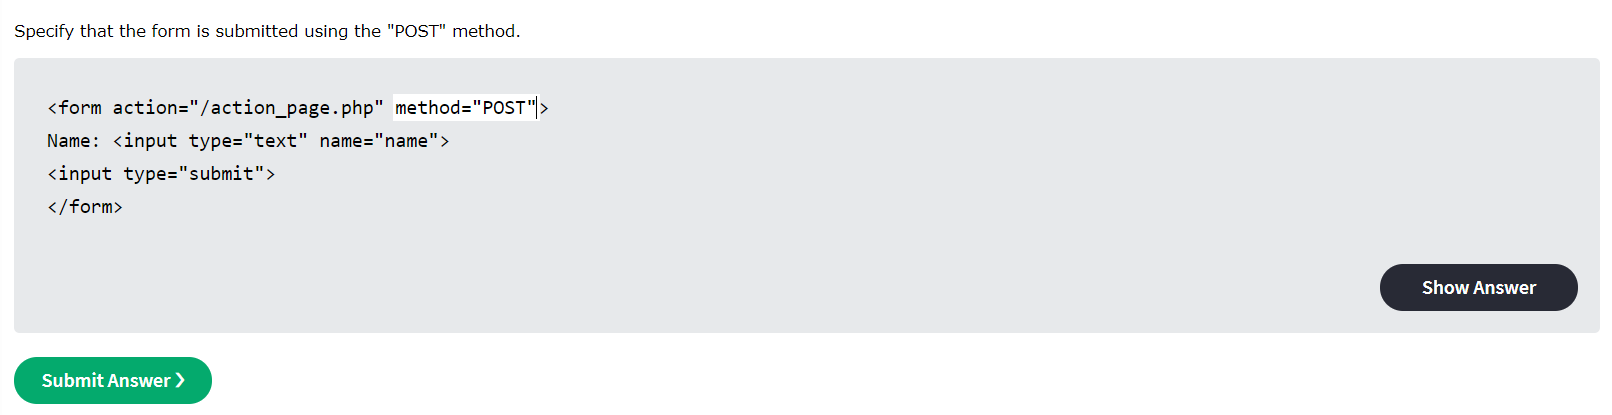 Specify that the form is submitted using the "POST" method.
<form action="/action_page.php" method="POST">
Name: <input type="text" name="name">
<input type="submit">
</form>
Show Answer
Submit Answer ❯